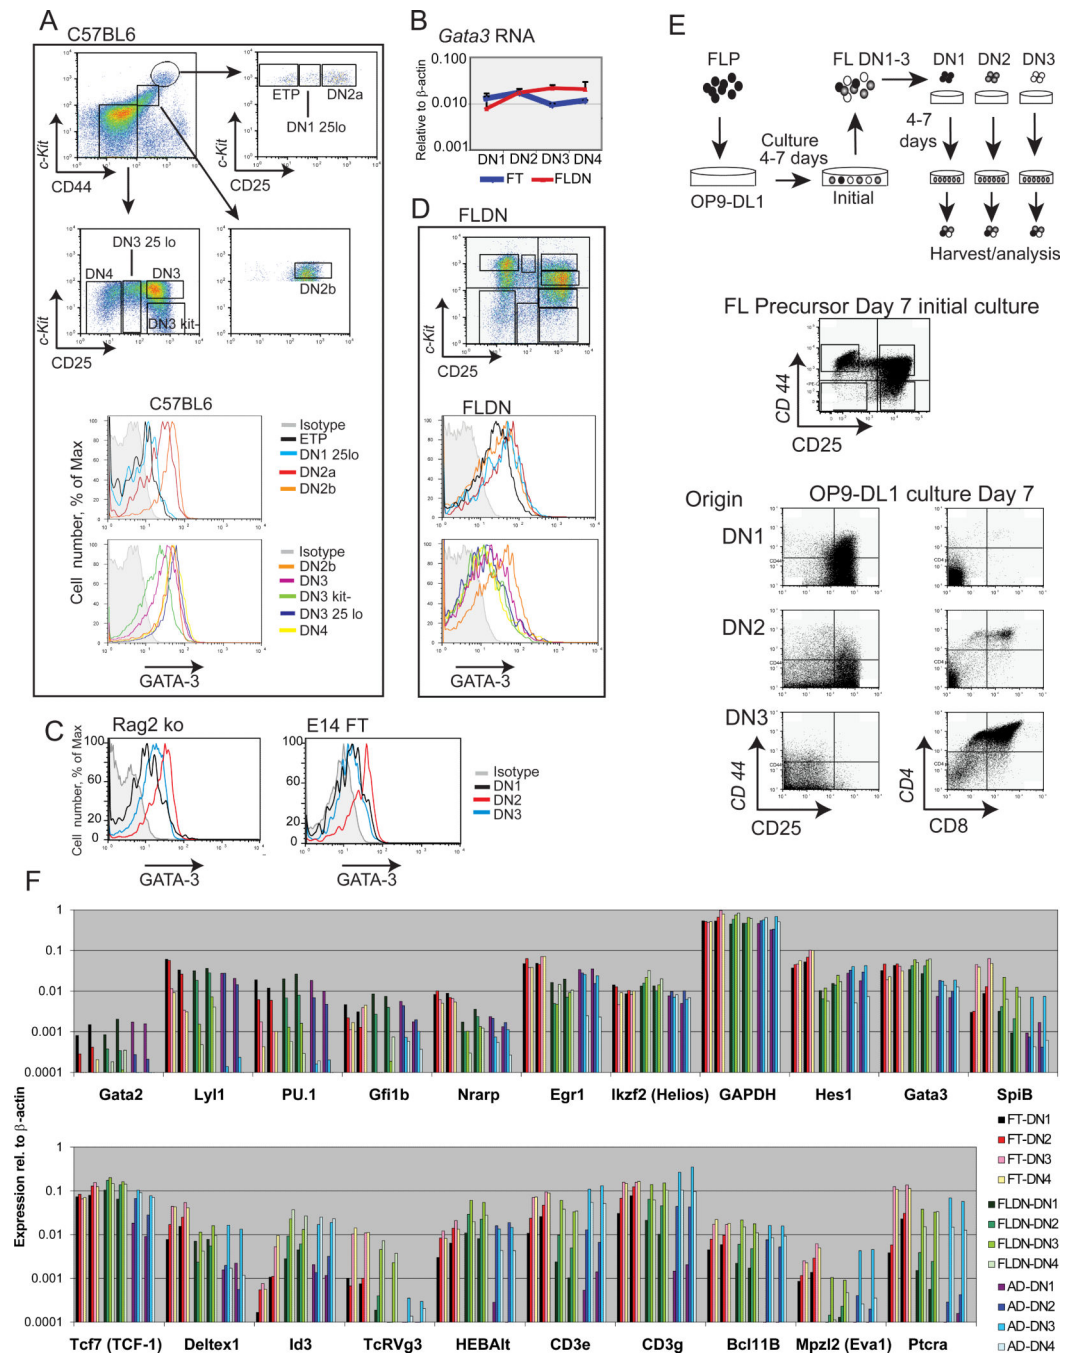 A
C57BL6
c-Kit
CD44
ETP
DN2a
DN1 25lo
c-Kit
CD25
DN3 25 lo
DN4
DN3
DN3 kit-
c-Kit
CD25
DN2b
C57BL6
Isotype
ETP
DN1 25lo
DN2a
DN2b
Cell number, % of Max
Isotype
DN2b
DN3
DN3 kit-
DN3 25 lo
DN4
GATA-3
B
Gata3 RNA
Relative to β-actin
0.100
0.010
0.001
DN1 DN2 DN3 DN4
FT
FLDN
D
FLDN
c-Kit
CD25
FLDN
GATA-3
C
Rag2 ko
E14 FT
Cell number, % of Max
100
60
20
0
100
60
20
0
Isotype
DN1
DN2
DN3
GATA-3
GATA-3
E
FLP
FL DN1-3
DN1
DN2
DN3
Culture
4-7 days
4-7
days
OP9-DL1
Initial
Harvest/analysis
FL Precursor Day 7 initial culture
CD 44
CD25
Origin
OP9-DL1 culture Day 7
DN1
DN2
DN3
CD 44
CD25
CD4
CD8
F
Expression rel. to β-actin
1
0.1
0.01
0.001
0.0001
Gata2 Lyl1 PU.1 Gfi1b Nrarp Egr1 Ikzf2 (Helios) GAPDH Hes1 Gata3 SpiB
1
0.1
0.01
0.001
0.0001
Tcf7 (TCF-1) Deltex1 Id3 TcRVg3 HEBAlt CD3e CD3g Bcl11B Mpzl2 (Eva1) Ptcra
FT-DN1
FT-DN2
FT-DN3
FT-DN4
FLDN-DN1
FLDN-DN2
FLDN-DN3
FLDN-DN4
AD-DN1
AD-DN2
AD-DN3
AD-DN4